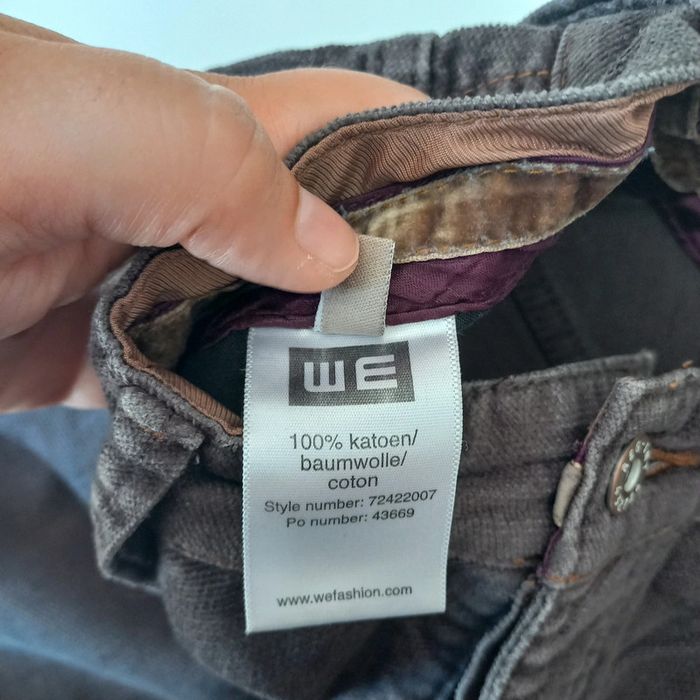 WE
100% katoen/
baumwolle/
coton
Style number: 72422007
Po number: 43669
www.wefashion.com